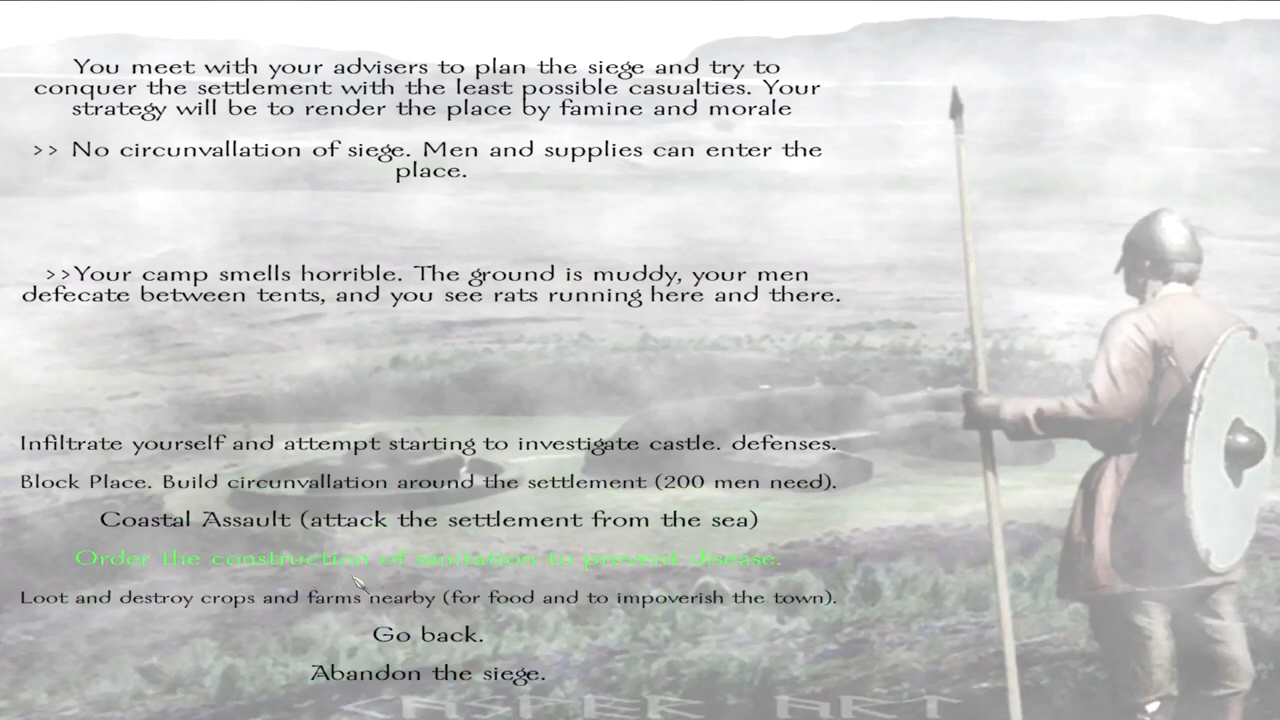 You meet with your advisers to plan the siege and try to
conquer the settlement with the least possible casualties. Your
strategy will be to render the place by famine and morale
>> No circunvallation of siege. Men and supplies can enter the
place.
>>Your camp smells horrible. The ground is muddy, your men
defecate between tents, and you see rats running here and there.
Infiltrate yourself and attempt starting to investigate castle. defenses.
Block Place. Build circunvallation around the settlement (200 men need).
Coastal Assault (attack the settlement from the sea)
Order the construction of sanitation to prevent disease.
Loot and destroy crops and farms nearby (for food and to impoverish the town).
Go back.
Abandon the siege.
CASPER ART